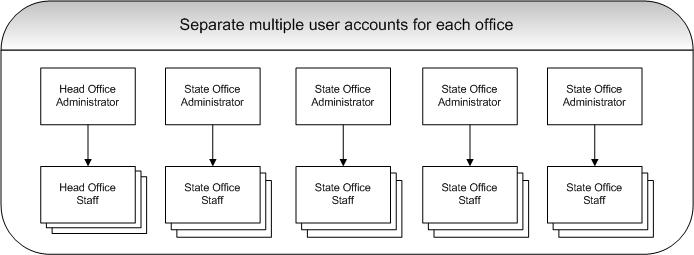 Separate multiple user accounts for each office
Head Office
Administrator
State Office
Administrator
State Office
Administrator
State Office
Administrator
State Office
Administrator
Head Office
Staff
State Office
Staff
State Office
Staff
State Office
Staff
State Office
Staff